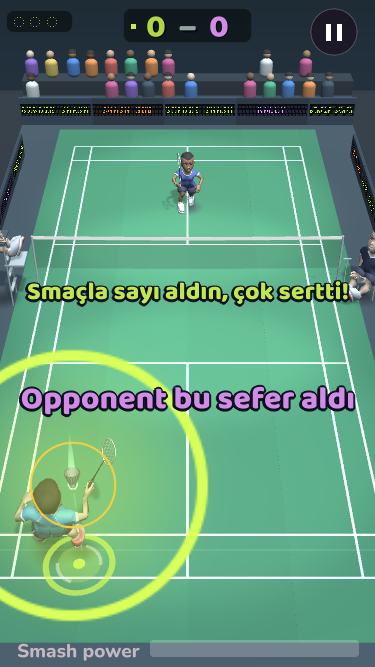 0 – 0
Smaçla sayı aldın, çok sertti!
Opponent bu sefer aldı
Smash power